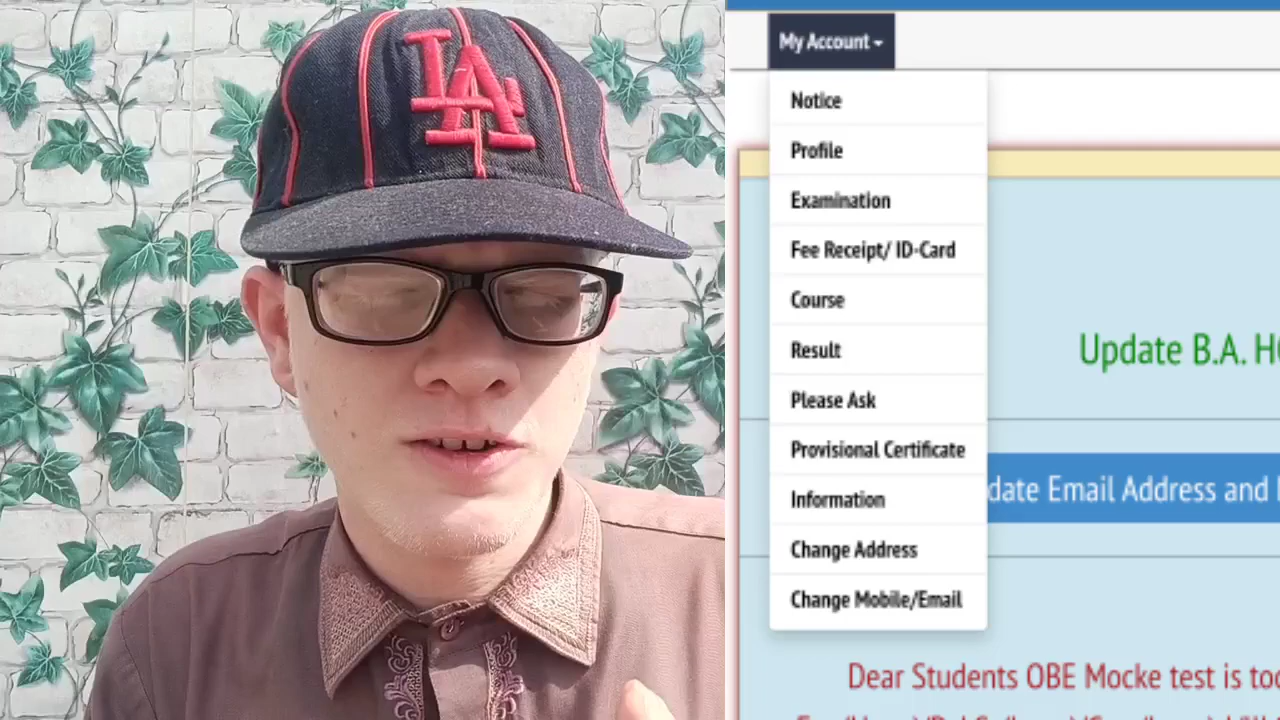 LA
My Account
Notice
Profile
Examination
Fee Receipt/ ID-Card
Course
Result
Please Ask
Provisional Certificate
Information
Change Address
Change Mobile/Email
Update B.A.
date Email Address and
Dear Students OBE Mocke test is